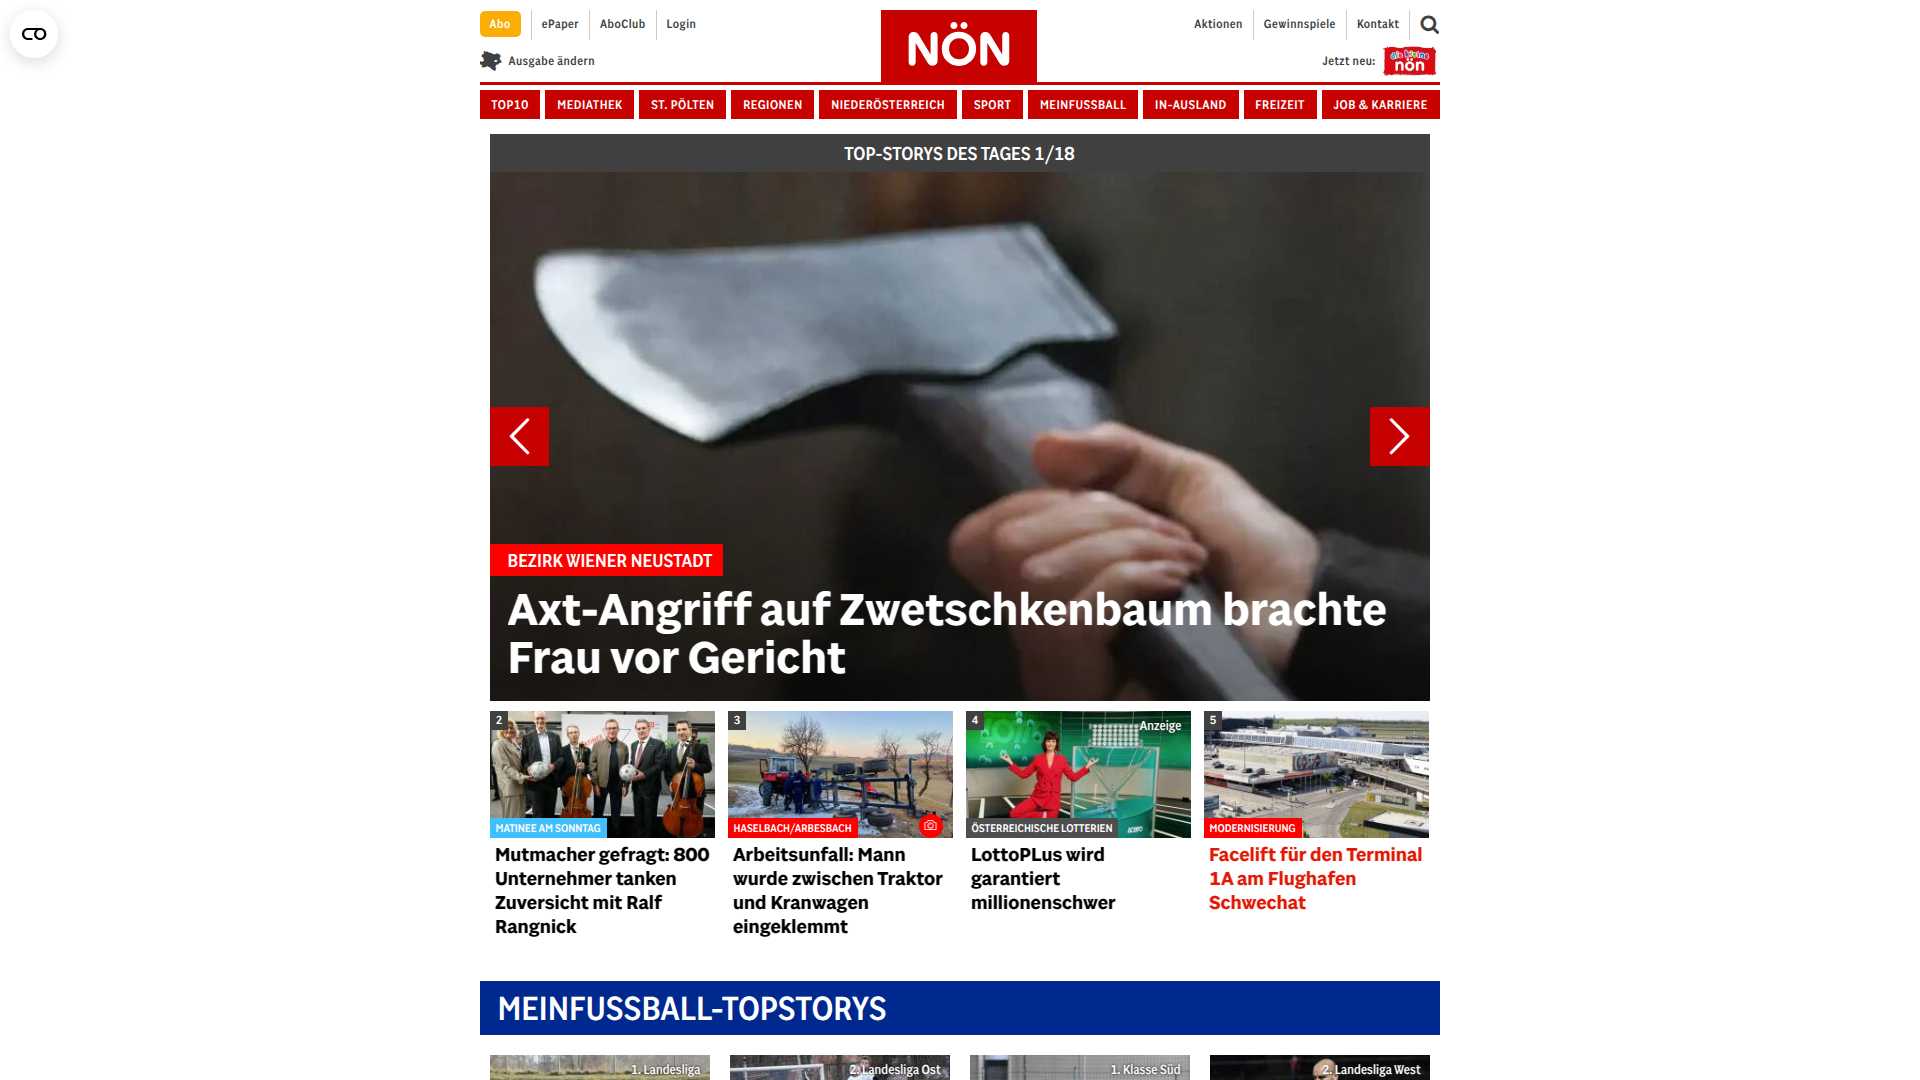 Abo
ePaper
AboClub
Login
NÖN
Aktionen
Gewinnspiele
Kontakt
Ausgabe ändern
Jetzt neu:
die kleine
nön
TOP10
MEDIATHEK
ST. PÖLTEN
REGIONEN
NIEDERÖSTERREICH
SPORT
MEINFUSSBALL
IN-AUSLAND
FREIZEIT
JOB & KARRIERE
TOP-STORYS DES TAGES 1/18
BEZIRK WIENER NEUSTADT
Axt-Angriff auf Zwetschkenbaum brachte
Frau vor Gericht
2
MATINEE AM SONNTAG
Mutmacher gefragt: 800
Unternehmer tanken
Zuversicht mit Ralf
Rangnick
3
HASELBACH/ARBESBACH
Arbeitsunfall: Mann
wurde zwischen Traktor
und Kranwagen
eingeklemmt
4
Anzeige
ÖSTERREICHISCHE LOTTERIEN
LottoPLus wird
garantiert
millionenschwer
5
MODERNISIERUNG
Facelift für den Terminal
1A am Flughafen
Schwechat
MEINFUSSBALL-TOPSTORYS
1. Landesliga
2. Landesliga Ost
1. Klasse Süd
2. Landesliga West